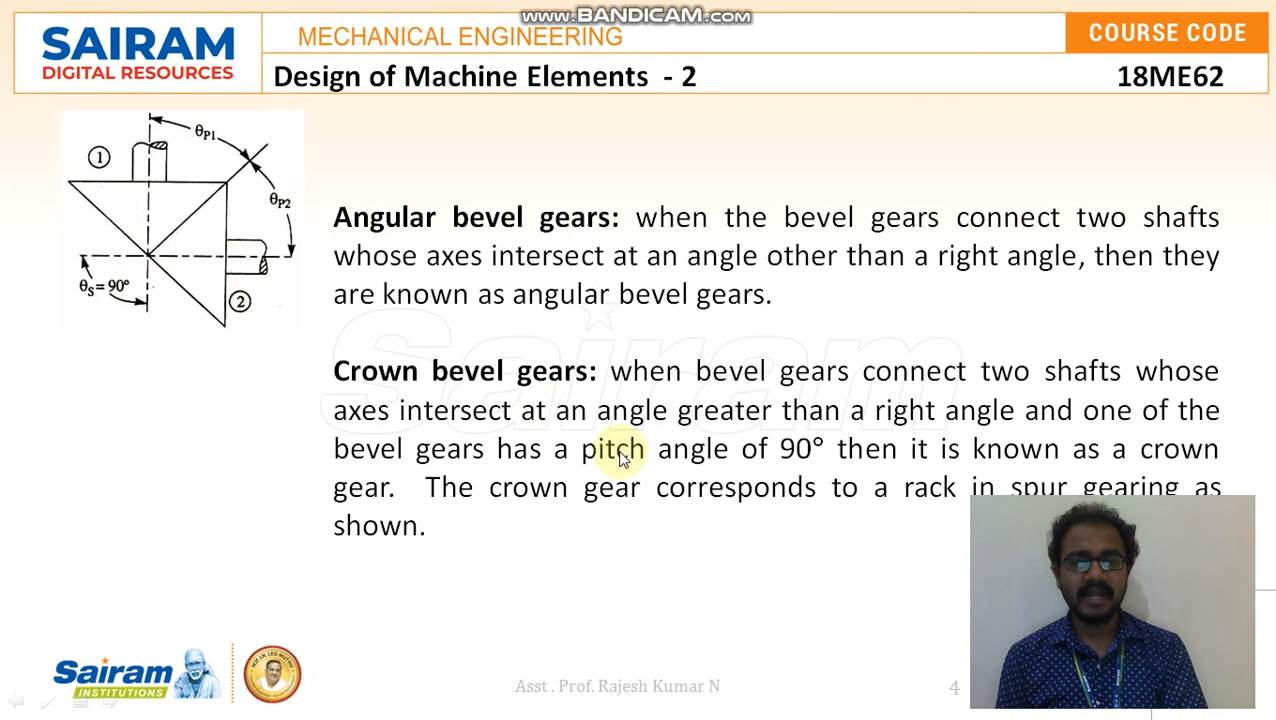 www.BANDICAM.com
SAIRAM
DIGITAL RESOURCES
MECHANICAL ENGINEERING
COURSE CODE
Design of Machine Elements - 2
18ME62
θP1
1
θP2
θS = 90°
2
Angular bevel gears: when the bevel gears connect two shafts
whose axes intersect at an angle other than a right angle, then they
are known as angular bevel gears.
Crown bevel gears: when bevel gears connect two shafts whose
axes intersect at an angle greater than a right angle and one of the
bevel gears has a pitch angle of 90° then it is known as a crown
gear. The crown gear corresponds to a rack in spur gearing as
shown.
Sairam
Sairam
INSTITUTIONS
Asst . Prof. Rajesh Kumar N
4